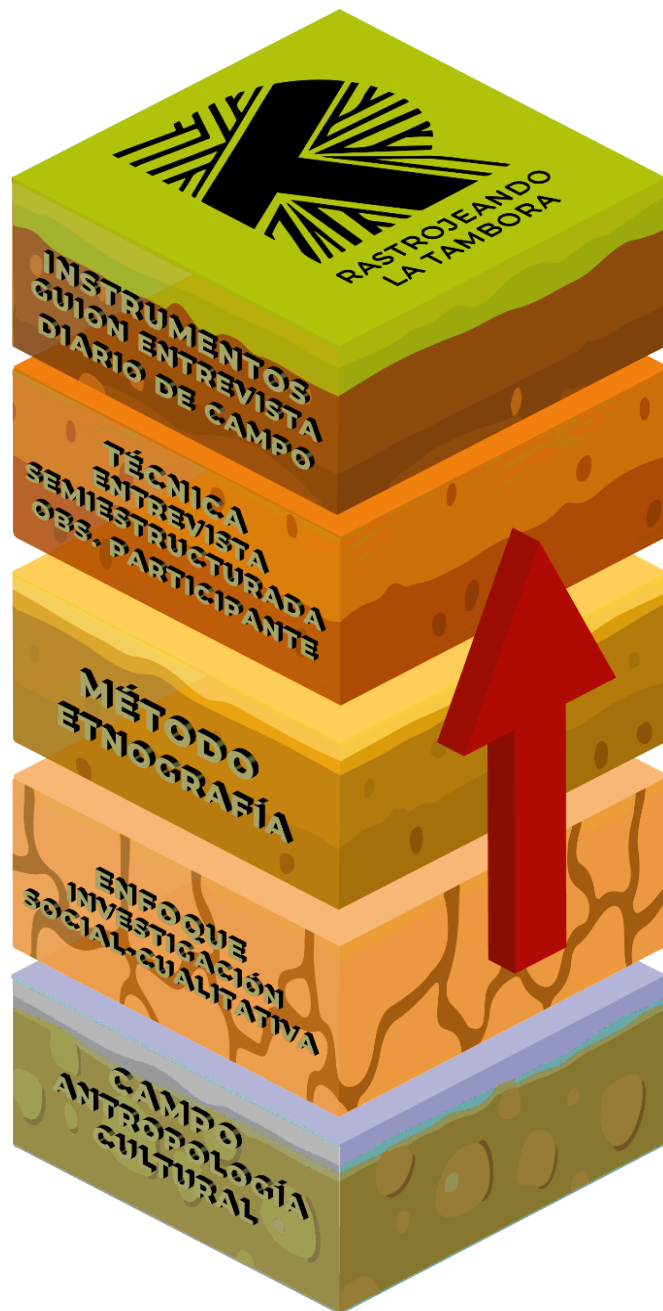 RASTROJEANDO
LA TAMBORA
INSTRUMENTOS
GUION ENTREVISTA
DIARIO DE CAMPO
TÉCNICA
ENTREVISTA
SEMIESTRUCTURADA
OBS. PARTICIPANTE
MÉTODO
ETNOGRAFÍA
ENFOQUE
INVESTIGACIÓN
SOCIAL-CUALITATIVA
CAMPO
ANTROPOLOGÍA
CULTURAL